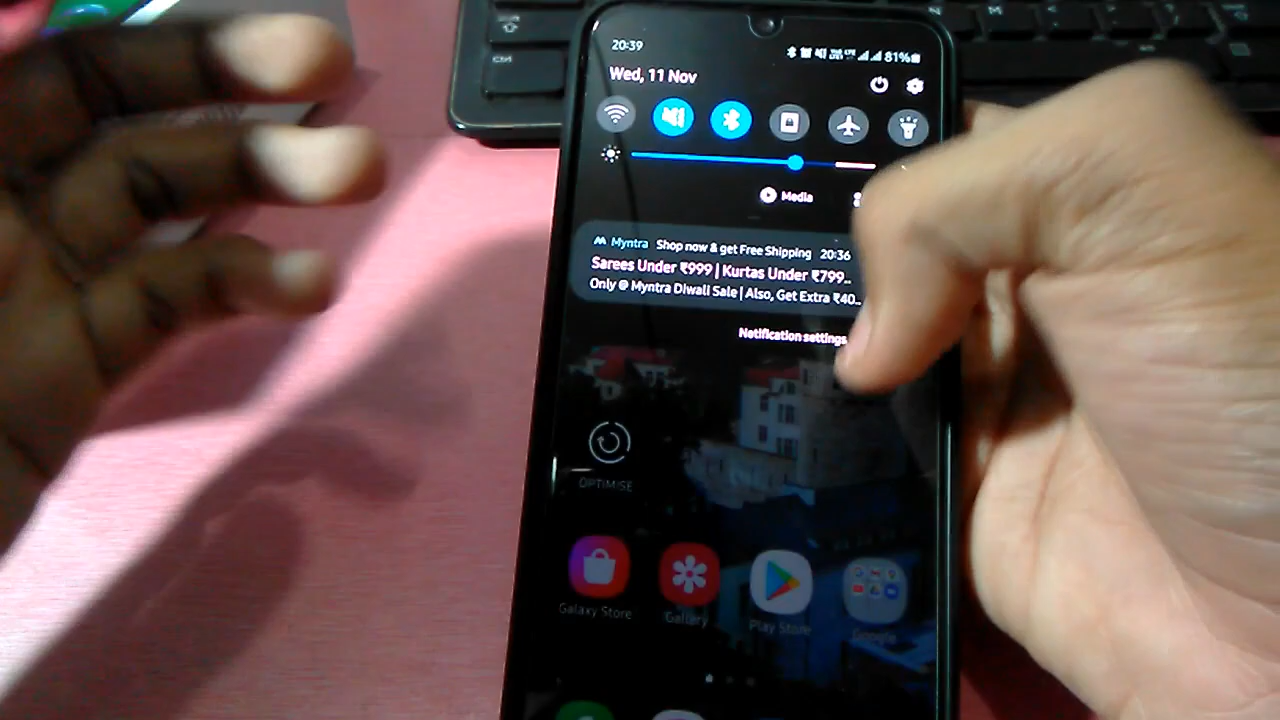 Ctrl
20:39
81%
Wed, 11 Nov
Media
Myntra Shop now & get Free Shipping 20:36
Sarees Under ₹999 | Kurtas Under ₹799..
Only @ Myntra Diwali Sale | Also, Get Extra ₹40..
Notification settings
OPTIMISE
Galaxy Store Gallery Play Store Google